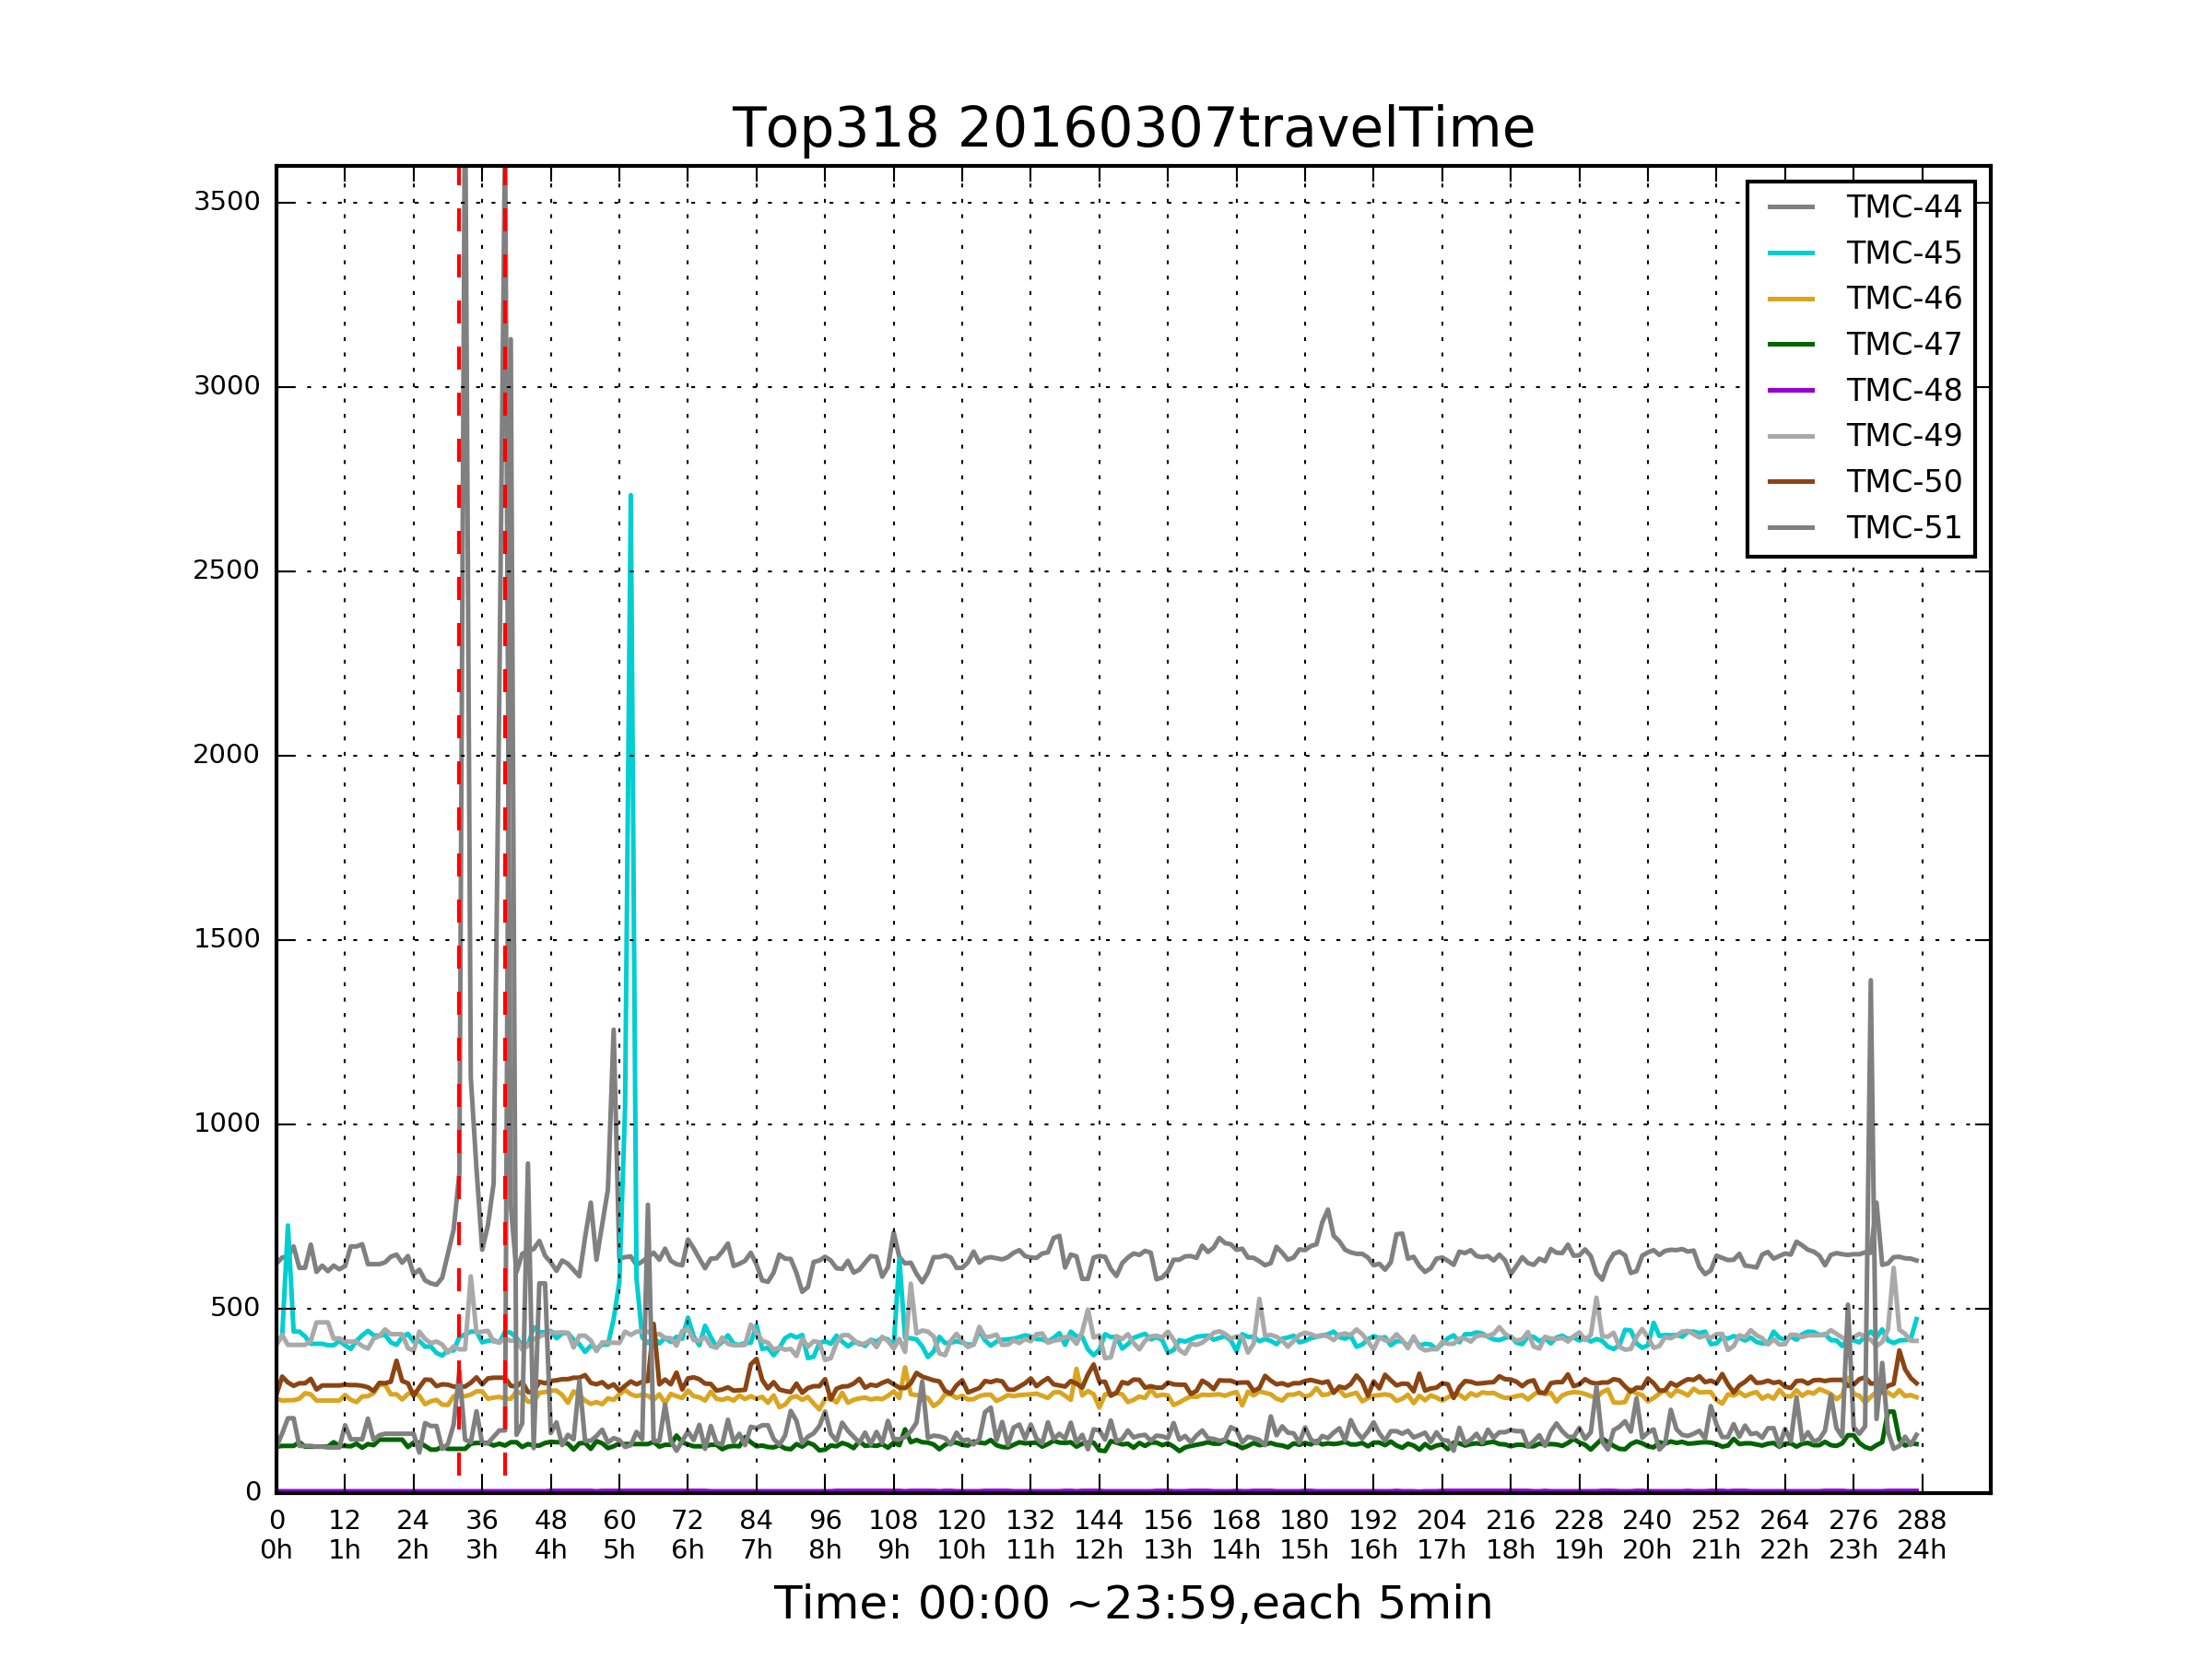 Top318 20160307travelTime
3500
3000
2500
2000
1500
1000
500
0
TMC-44
TMC-45
TMC-46
TMC-47
TMC-48
TMC-49
TMC-50
TMC-51
0 12 24 36 48 60 72 84 96 108 120 132 144 156 168 180 192 204 216 228 240 252 264 276 288
0h 1h 2h 3h 4h 5h 6h 7h 8h 9h 10h 11h 12h 13h 14h 15h 16h 17h 18h 19h 20h 21h 22h 23h 24h
Time: 00:00 ~23:59,each 5min